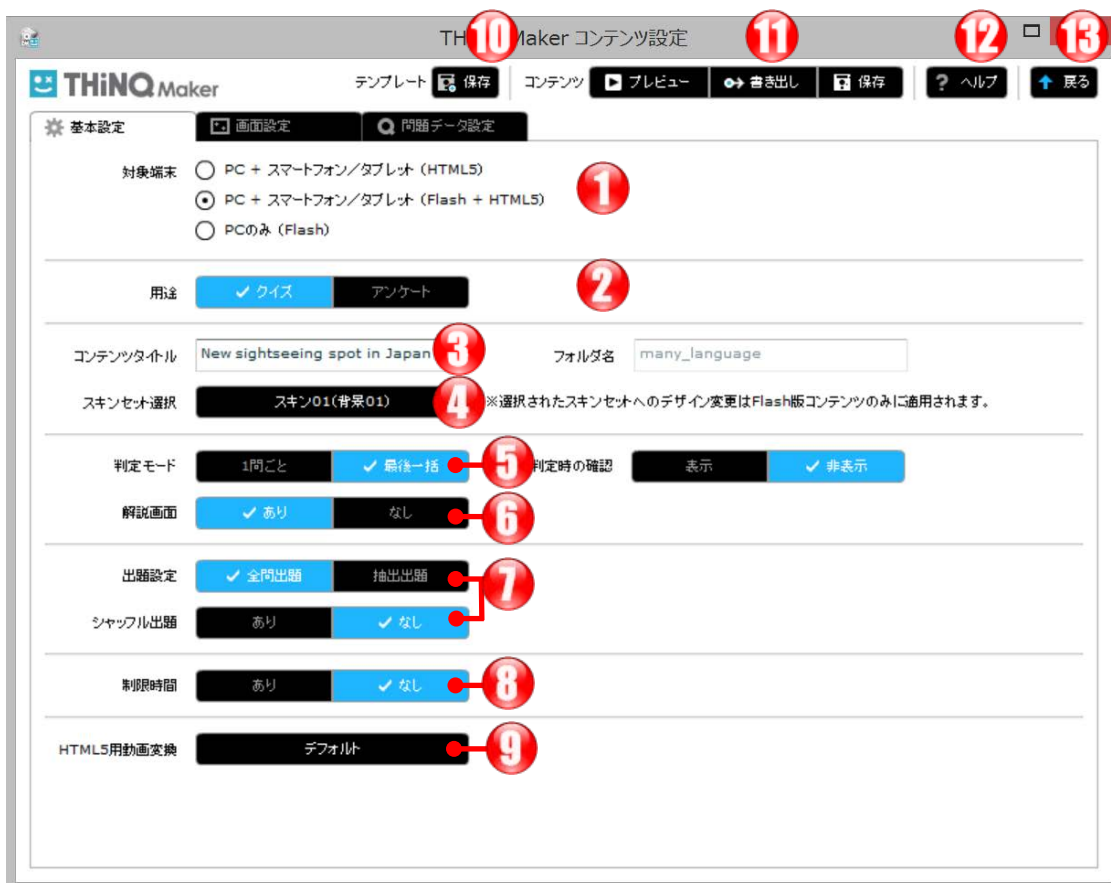 TH Maker コンテンツ設定
10
11
12
13
THiNQ Maker
テンプレート 保存 コンテンツ プレビュー 書き出し 保存 ? ヘルプ 戻る
基本設定 画面設定 問題データ設定
対象端末 PC + スマートフォン／タブレット (HTML5)
PC + スマートフォン／タブレット (Flash + HTML5)
PCのみ (Flash)
1
用途 クイズ アンケート 2
コンテンツタイトル New sightseeing spot in Japan 3 フォルダ名 many_language
スキンセット選択 スキン01(背景01) 4 ※選択されたスキンセットへのデザイン変更はFlash版コンテンツのみに適用されます。
判定モード 1問ごと 最後一括 5 判定時の確認 表示 非表示
解説画面 あり なし 6
出題設定 全問出題 抽出出題 7
シャッフル出題 あり なし
制限時間 あり なし 8
HTML5用動画変換 デフォルト 9